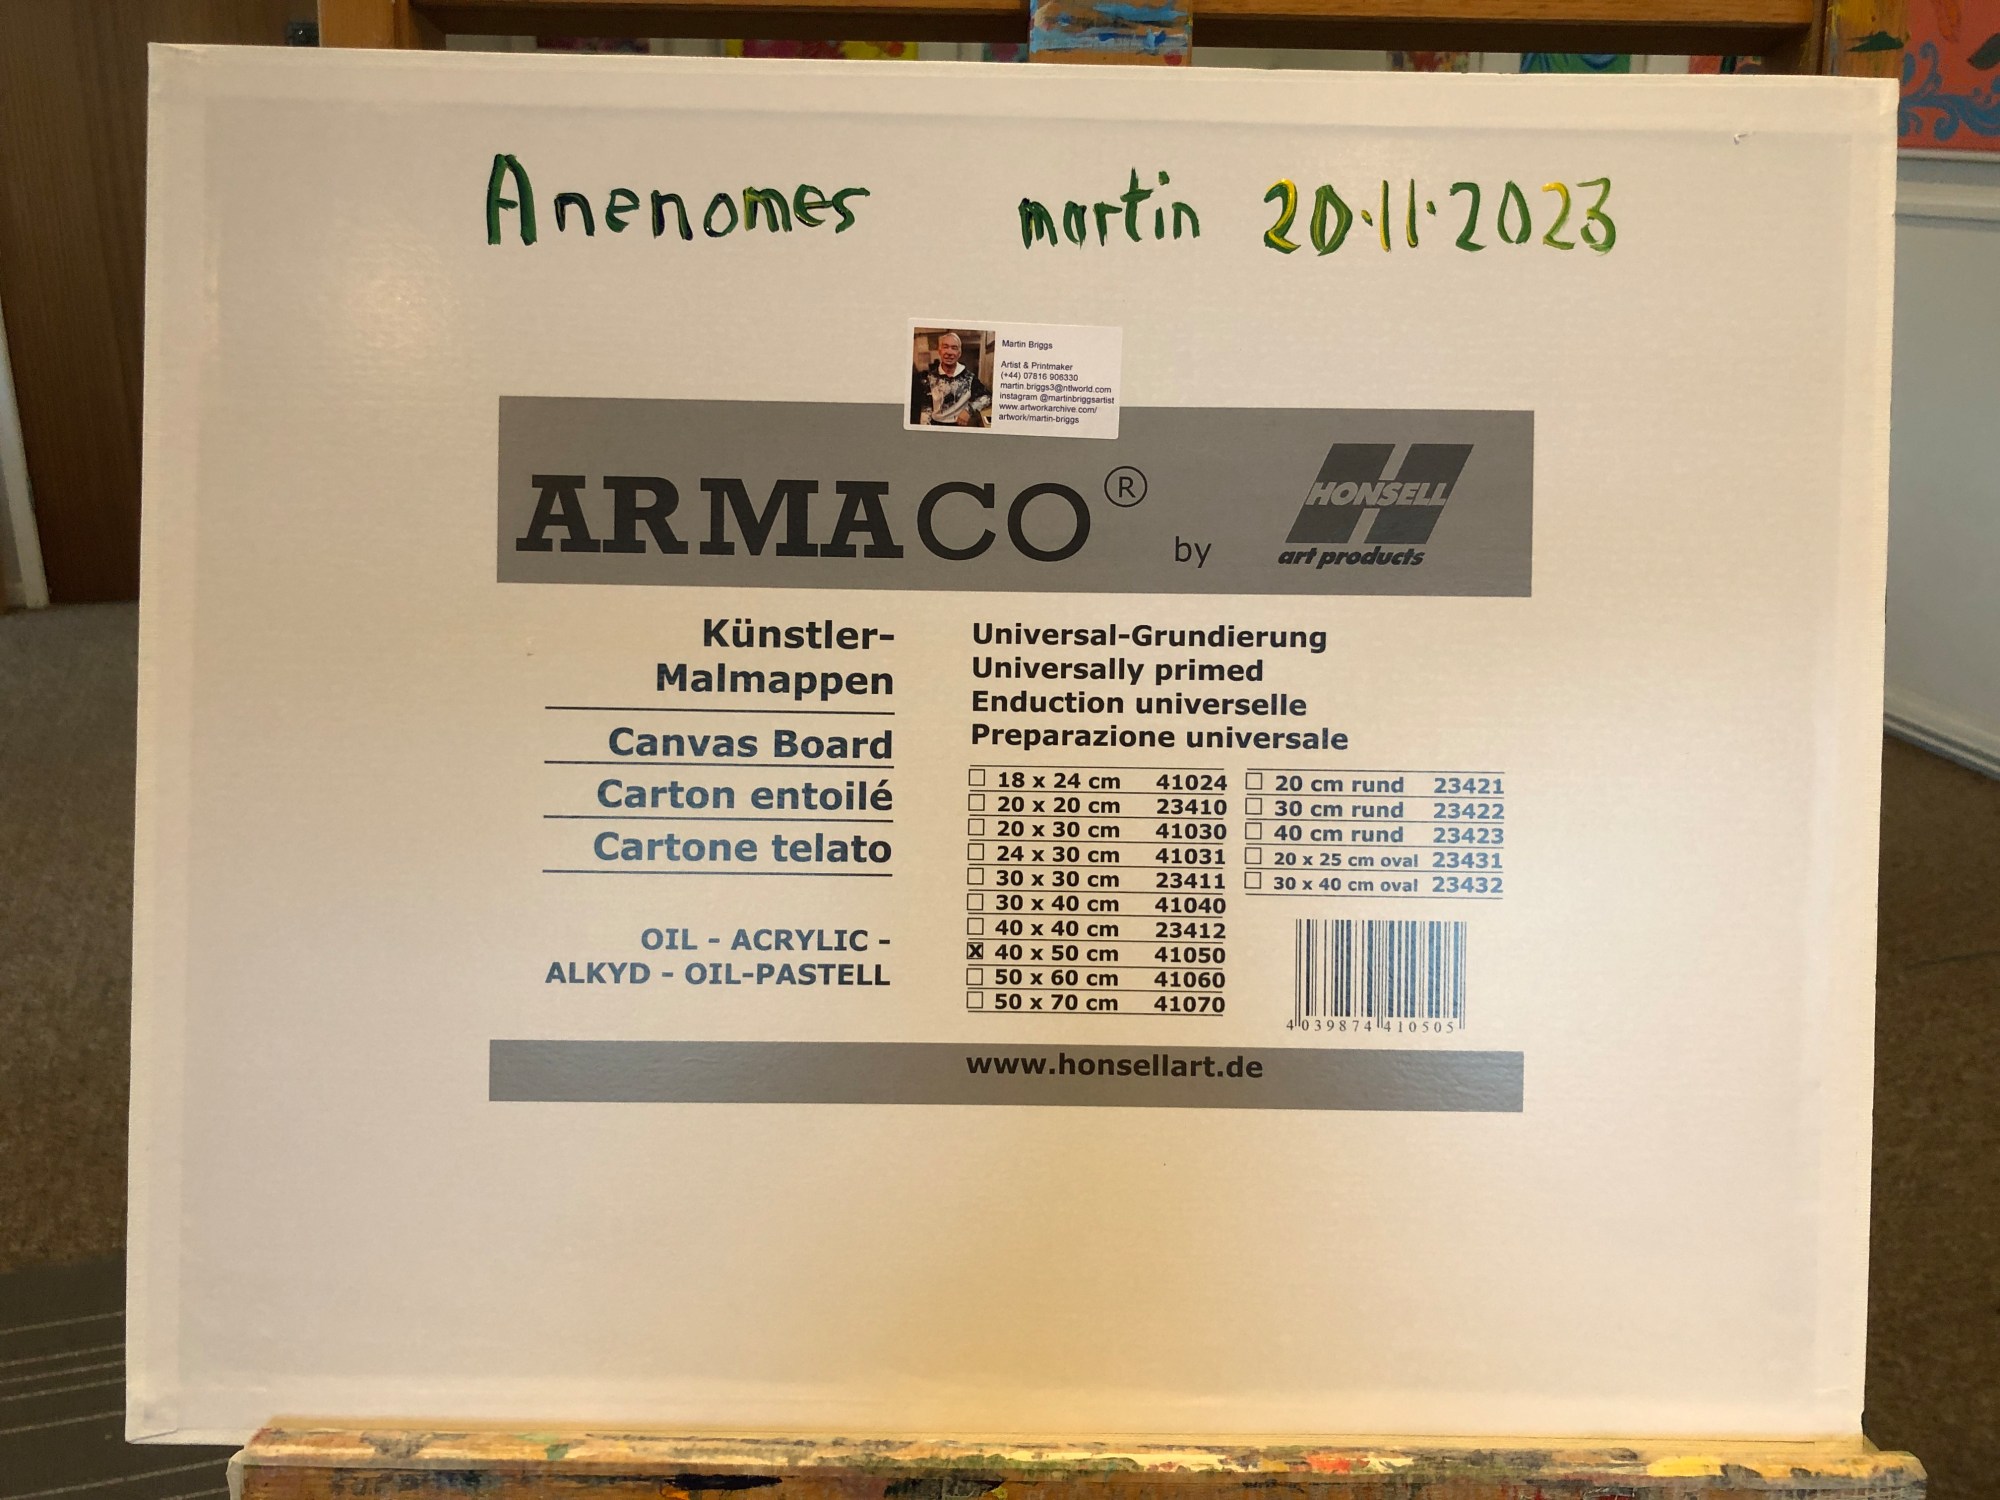 Anenomes martin 20.11.2023
Martin Briggs
Artist & Printmaker
(+44) 07816 906330
martin.briggs3@ntlworld.com
instagram @martinbriggsartist
www.artworkarchive.com/
artwork/martin-briggs
ARMACO® by
HONSELL
art products
Künstler-
Malmappen
Canvas Board
Carton entoilé
Cartone telato
OIL - ACRYLIC -
ALKYD - OIL-PASTELL
Universal-Grundierung
Universally primed
Enduction universelle
Preparazione universale
18 x 24 cm 41024
20 x 20 cm 23410
20 x 30 cm 41030
24 x 30 cm 41031
30 x 30 cm 23411
30 x 40 cm 41040
40 x 40 cm 23412
X 40 x 50 cm 41050
50 x 60 cm 41060
50 x 70 cm 41070
20 cm rund 23421
30 cm rund 23422
40 cm rund 23423
20 x 25 cm oval 23431
30 x 40 cm oval 23432
4 039874 410505
www.honsellart.de